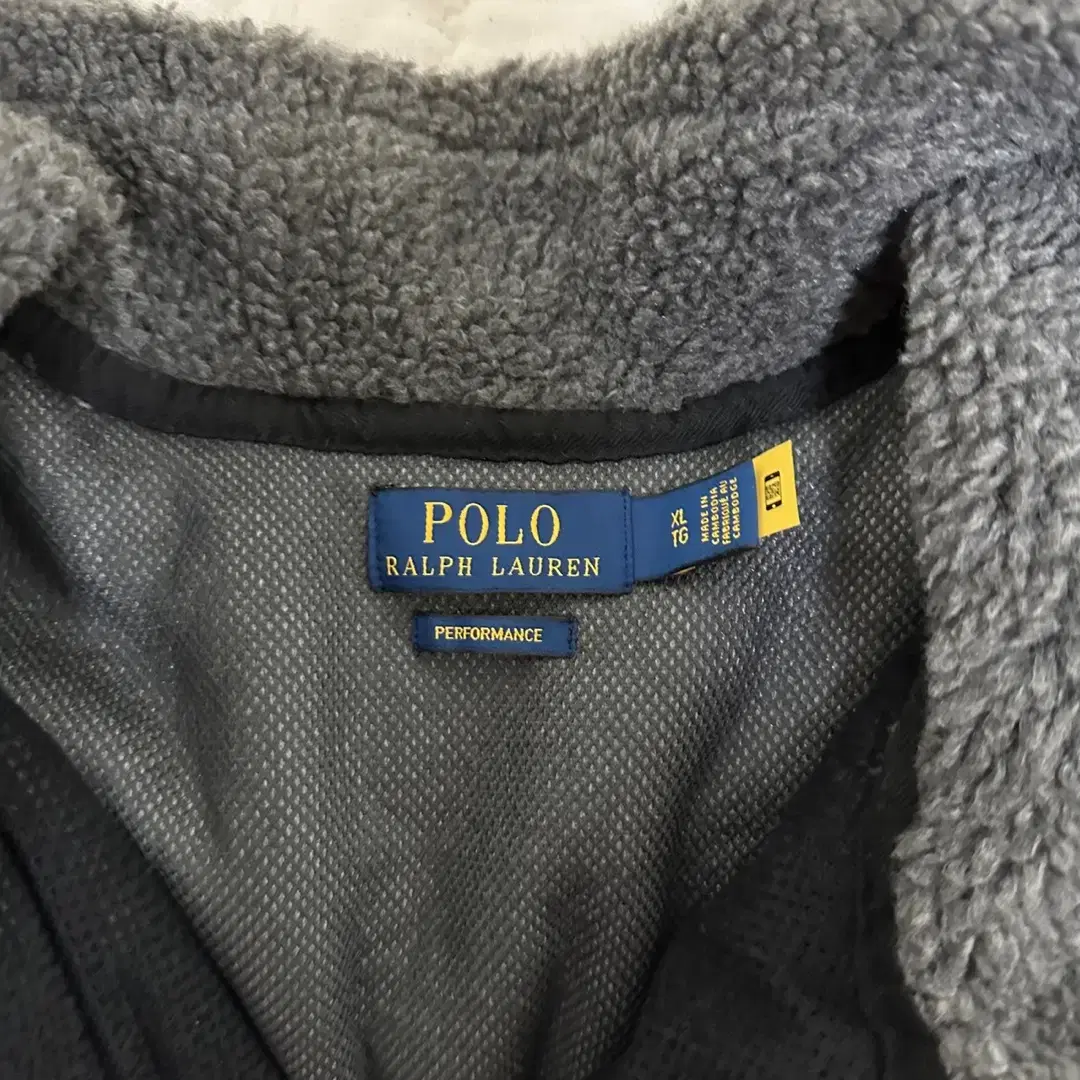 POLO
RALPH LAUREN
XL
TG
MADE IN
CAMBODIA
FABRIQUÉ AU
CAMBODGE
PERFORMANCE